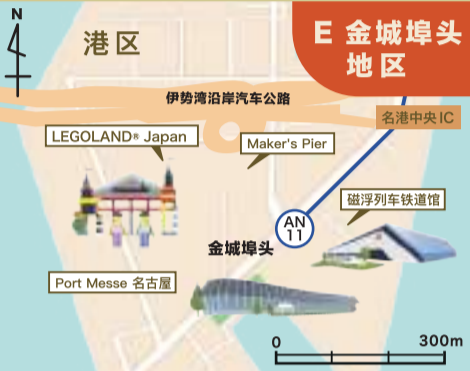 N
港区
E 金城埠头
地区
伊势湾沿岸汽车公路
名港中央IC
LEGOLAND® Japan
Maker's Pier
磁浮列车铁道馆
AN
11
金城埠头
Port Messe 名古屋
0
300m